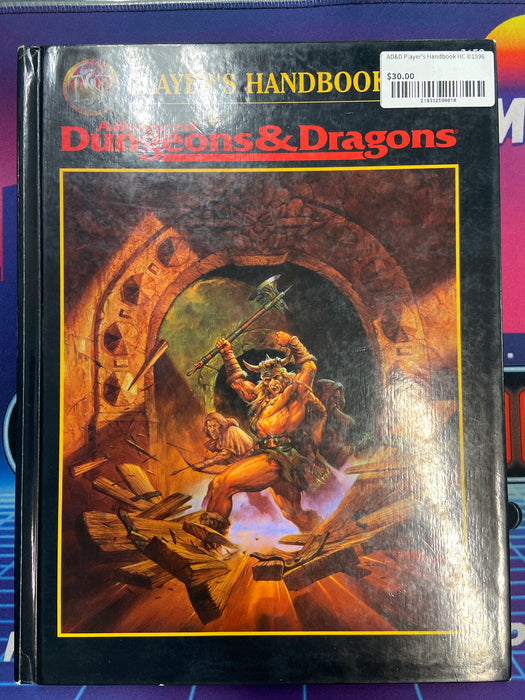 AD&D Player's Handbook HC ©1996
$30.00
PLAYER'S HANDBOOK
Advanced
Dungeons&Dragons